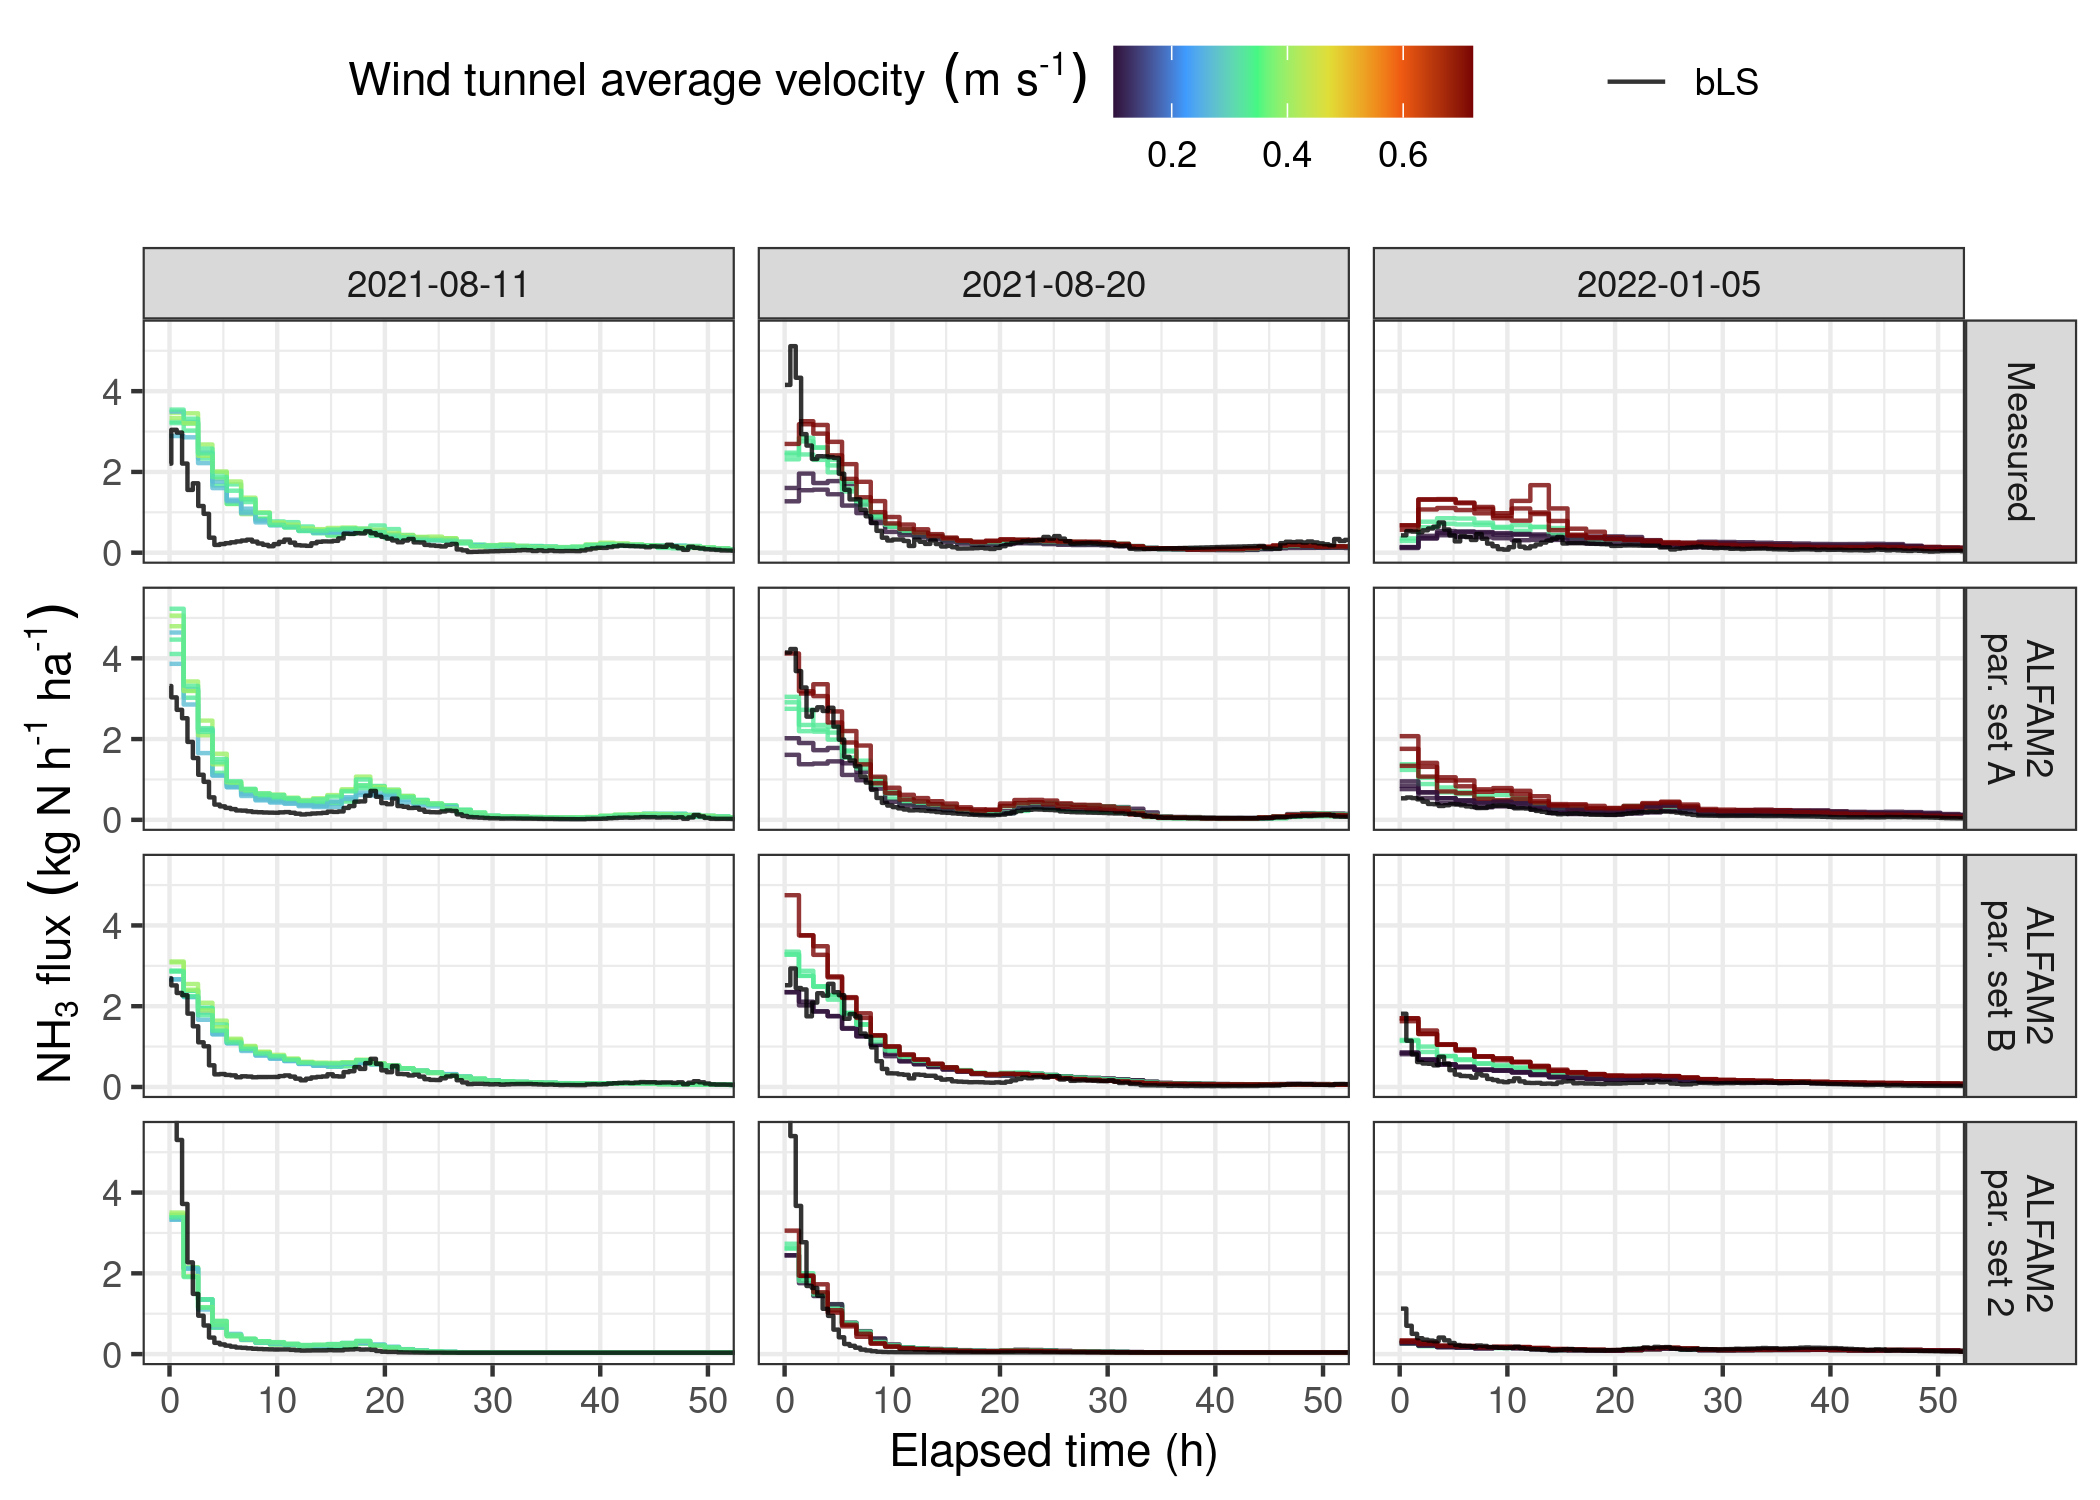 Wind tunnel average velocity (m s⁻¹)
0.2 0.4 0.6
bLS
2021-08-11 2021-08-20 2022-01-05
NH₃ flux (kg N h⁻¹ ha⁻¹)
4
2
0
Measured
4
2
0
ALFAM2
par. set A
4
2
0
ALFAM2
par. set B
4
2
0
ALFAM2
par. set 2
0 10 20 30 40 50 0 10 20 30 40 50 0 10 20 30 40 50
Elapsed time (h)